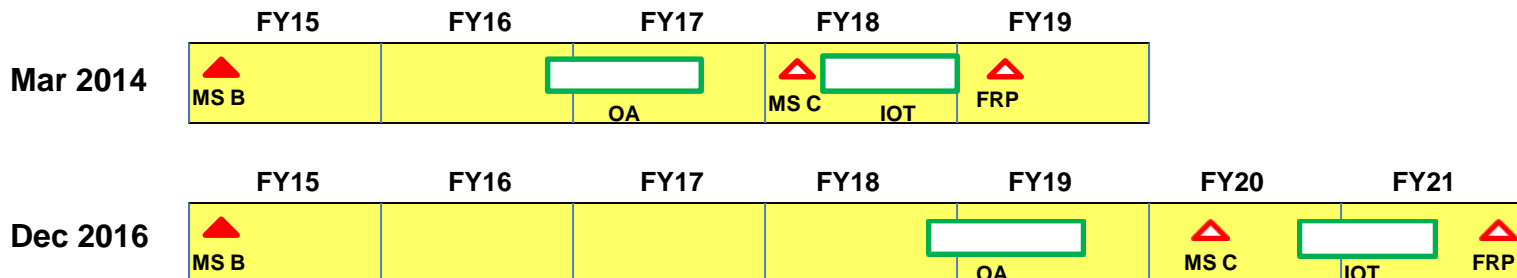 FY15 FY16 FY17 FY18 FY19
Mar 2014
MS B OA MS C IOT FRP
FY15 FY16 FY17 FY18 FY19 FY20 FY21
Dec 2016
MS B OA MS C IOT FRP